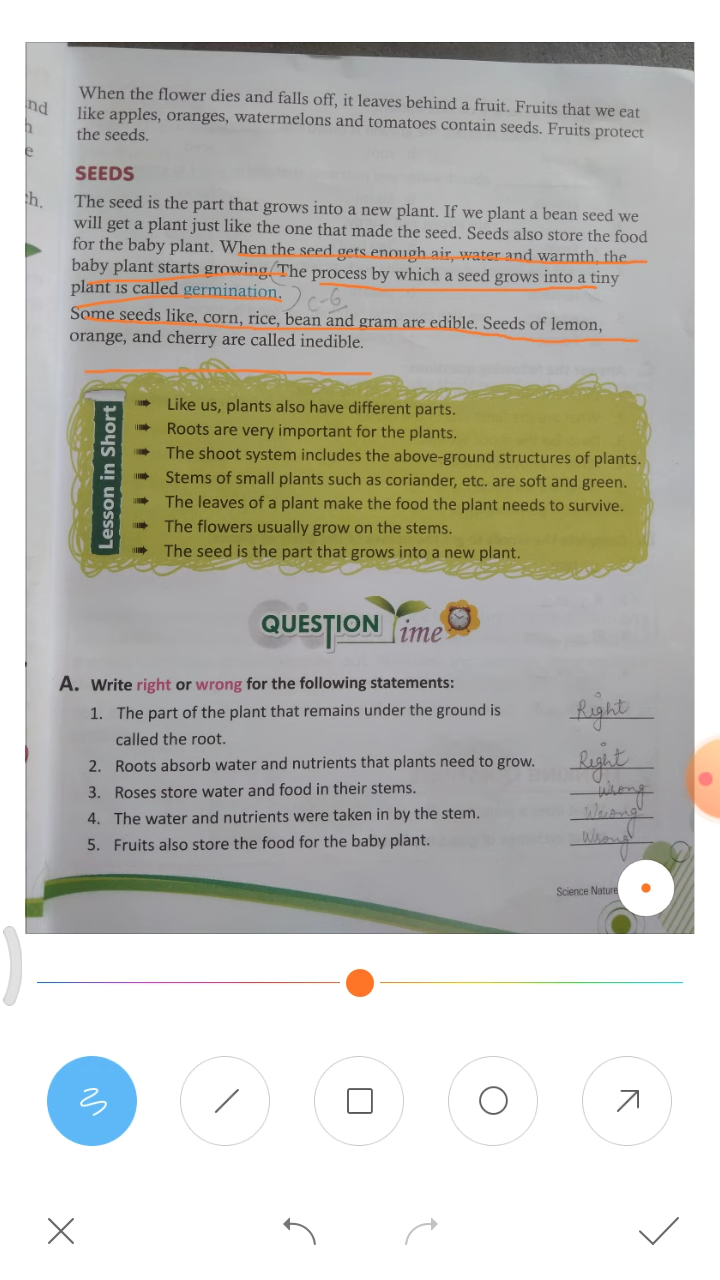 When the flower dies and falls off, it leaves behind a fruit. Fruits that we eat
like apples, oranges, watermelons and tomatoes contain seeds. Fruits protect
the seeds.
nd
h
e
ch.
SEEDS
The seed is the part that grows into a new plant. If we plant a bean seed we
will get a plant just like the one that made the seed. Seeds also store the food
for the baby plant. When the seed gets enough air, water and warmth, the
baby plant starts growing. (The process by which a seed grows into a tiny
plant is called germination.) C-6
Some seeds like, corn, rice, bean and gram are edible. Seeds of lemon,
orange, and cherry are called inedible.
Lesson in Short
Like us, plants also have different parts.
Roots are very important for the plants.
The shoot system includes the above-ground structures of plants.
Stems of small plants such as coriander, etc. are soft and green.
The leaves of a plant make the food the plant needs to survive.
The flowers usually grow on the stems.
The seed is the part that grows into a new plant.
QUESTION Time
A. Write right or wrong for the following statements:
1. The part of the plant that remains under the ground is Right
called the root.
2. Roots absorb water and nutrients that plants need to grow. Right
3. Roses store water and food in their stems. Wrong
4. The water and nutrients were taken in by the stem. Wrong
5. Fruits also store the food for the baby plant. Wrong
Science Nature